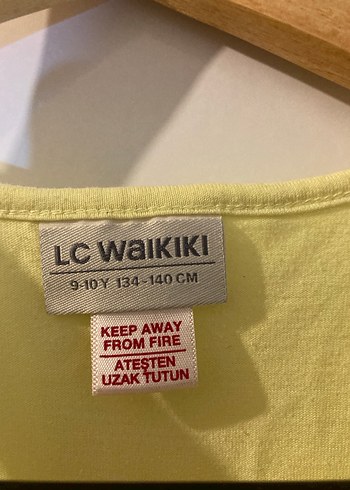 LC WAIKIKI
9-10 Y 134-140 CM
KEEP AWAY
FROM FIRE
ATEŞTEN
UZAK TUTUN